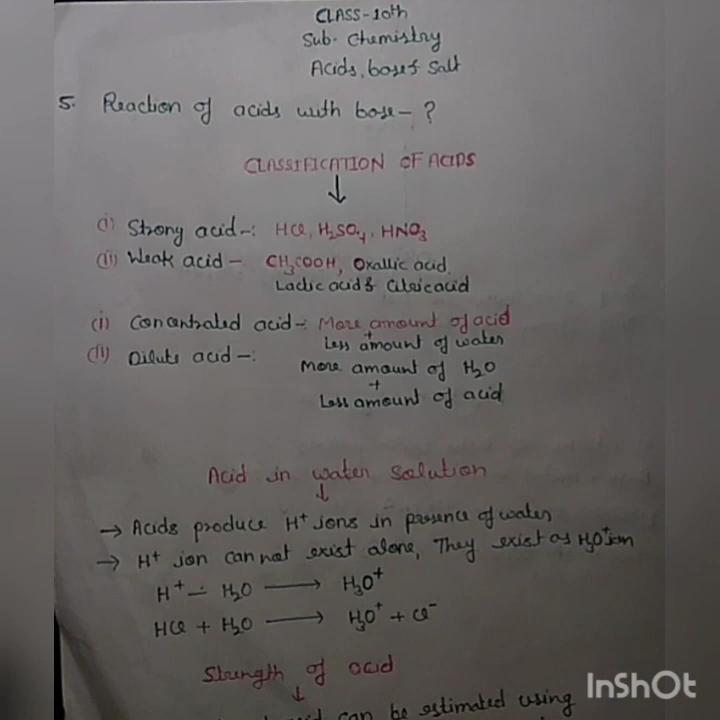 CLASS-10th
Sub- Chemistry
Acids, base & Salt
5. Reaction of acids with base - ?
CLASSIFICATION OF ACIDS
↓
(i) Strong acid -: HCl, H₂SO₄, HNO₃
(ii) Weak acid - CH₃COOH, Oxallic acid
Lactic acid & Citric acid
(i) Concentrated acid -: More amount of acid
+
Less amount of water
(ii) Dilute acid -:
More amount of H₂O
+
Less amount of acid
Acid in water solution
↓
→ Acids produce H⁺ ions in presence of water
→ H⁺ ion can not exist alone, They exist as H₃O⁺ ion
H⁺ - H₂O ⟶ H₃O⁺
HCl + H₂O ⟶ H₃O⁺ + Cl⁻
Strength of acid
↓
can be estimated using
InShOt